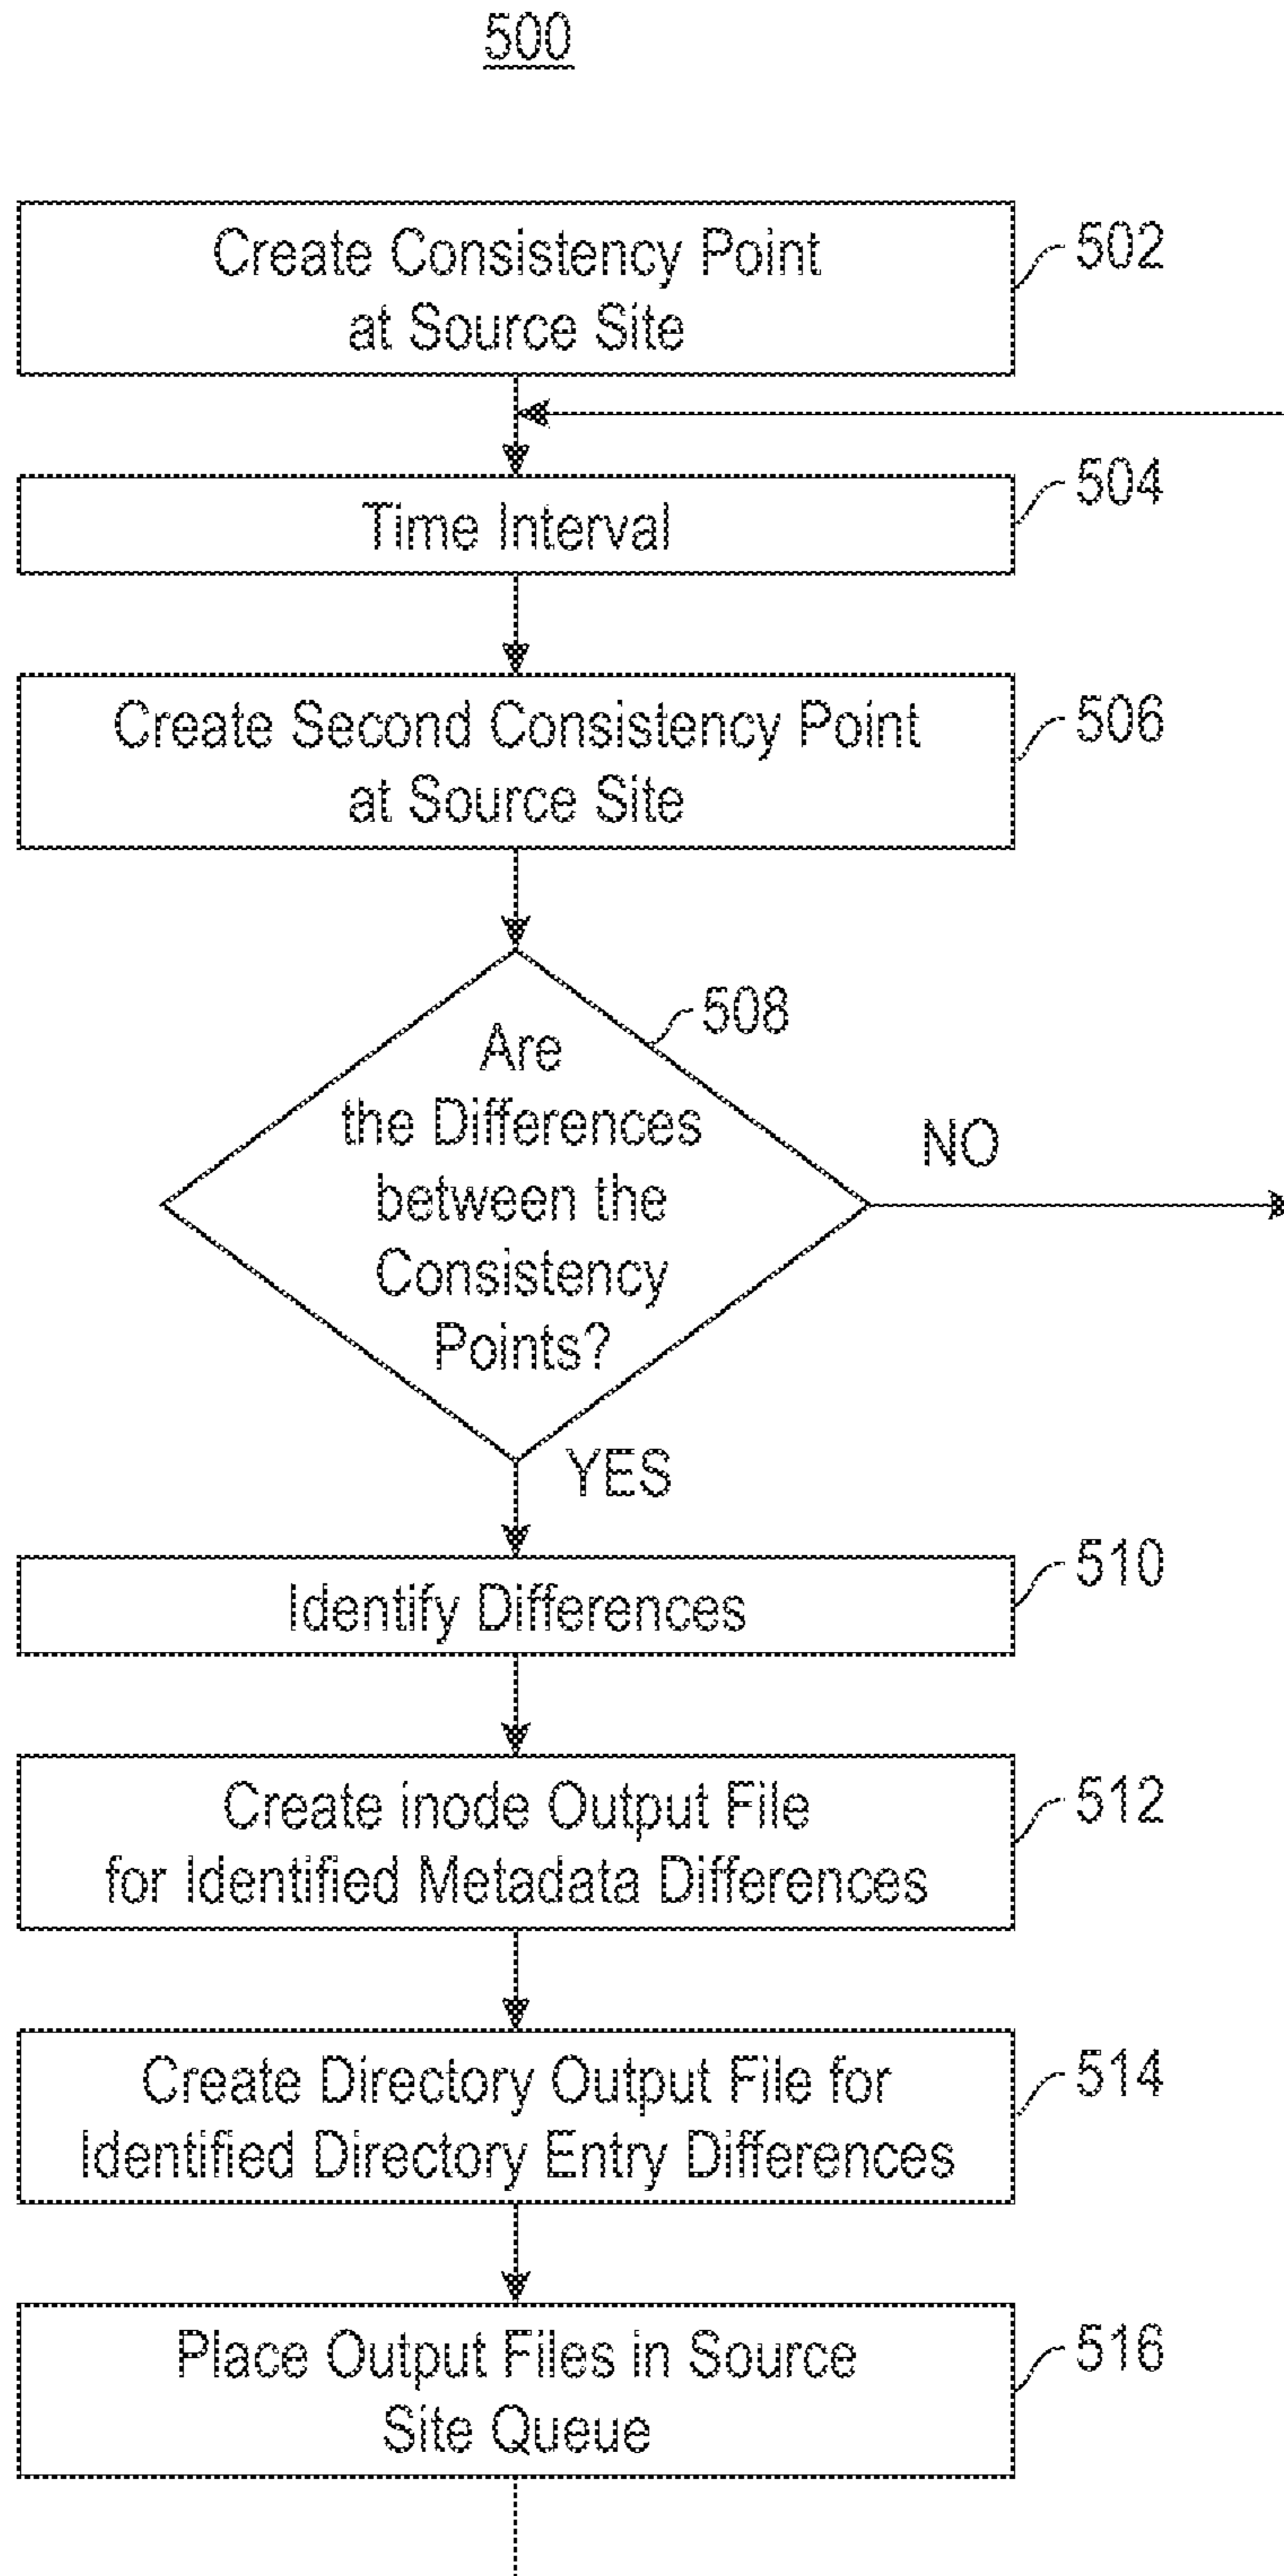 500
Create Consistency Point
at Source Site
502
Time Interval
504
Create Second Consistency Point
at Source Site
506
Are
the Differences
between the
Consistency
Points?
508
NO
YES
Identify Differences
510
Create inode Output File
for Identified Metadata Differences
512
Create Directory Output File for
Identified Directory Entry Differences
514
Place Output Files in Source
Site Queue
516